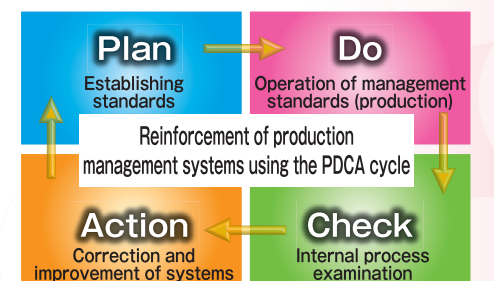 Plan
Establishing
standards
Do
Operation of management
standards (production)
Reinforcement of production
management systems using the PDCA cycle
Action
Correction and
improvement of systems
Check
Internal process
examination